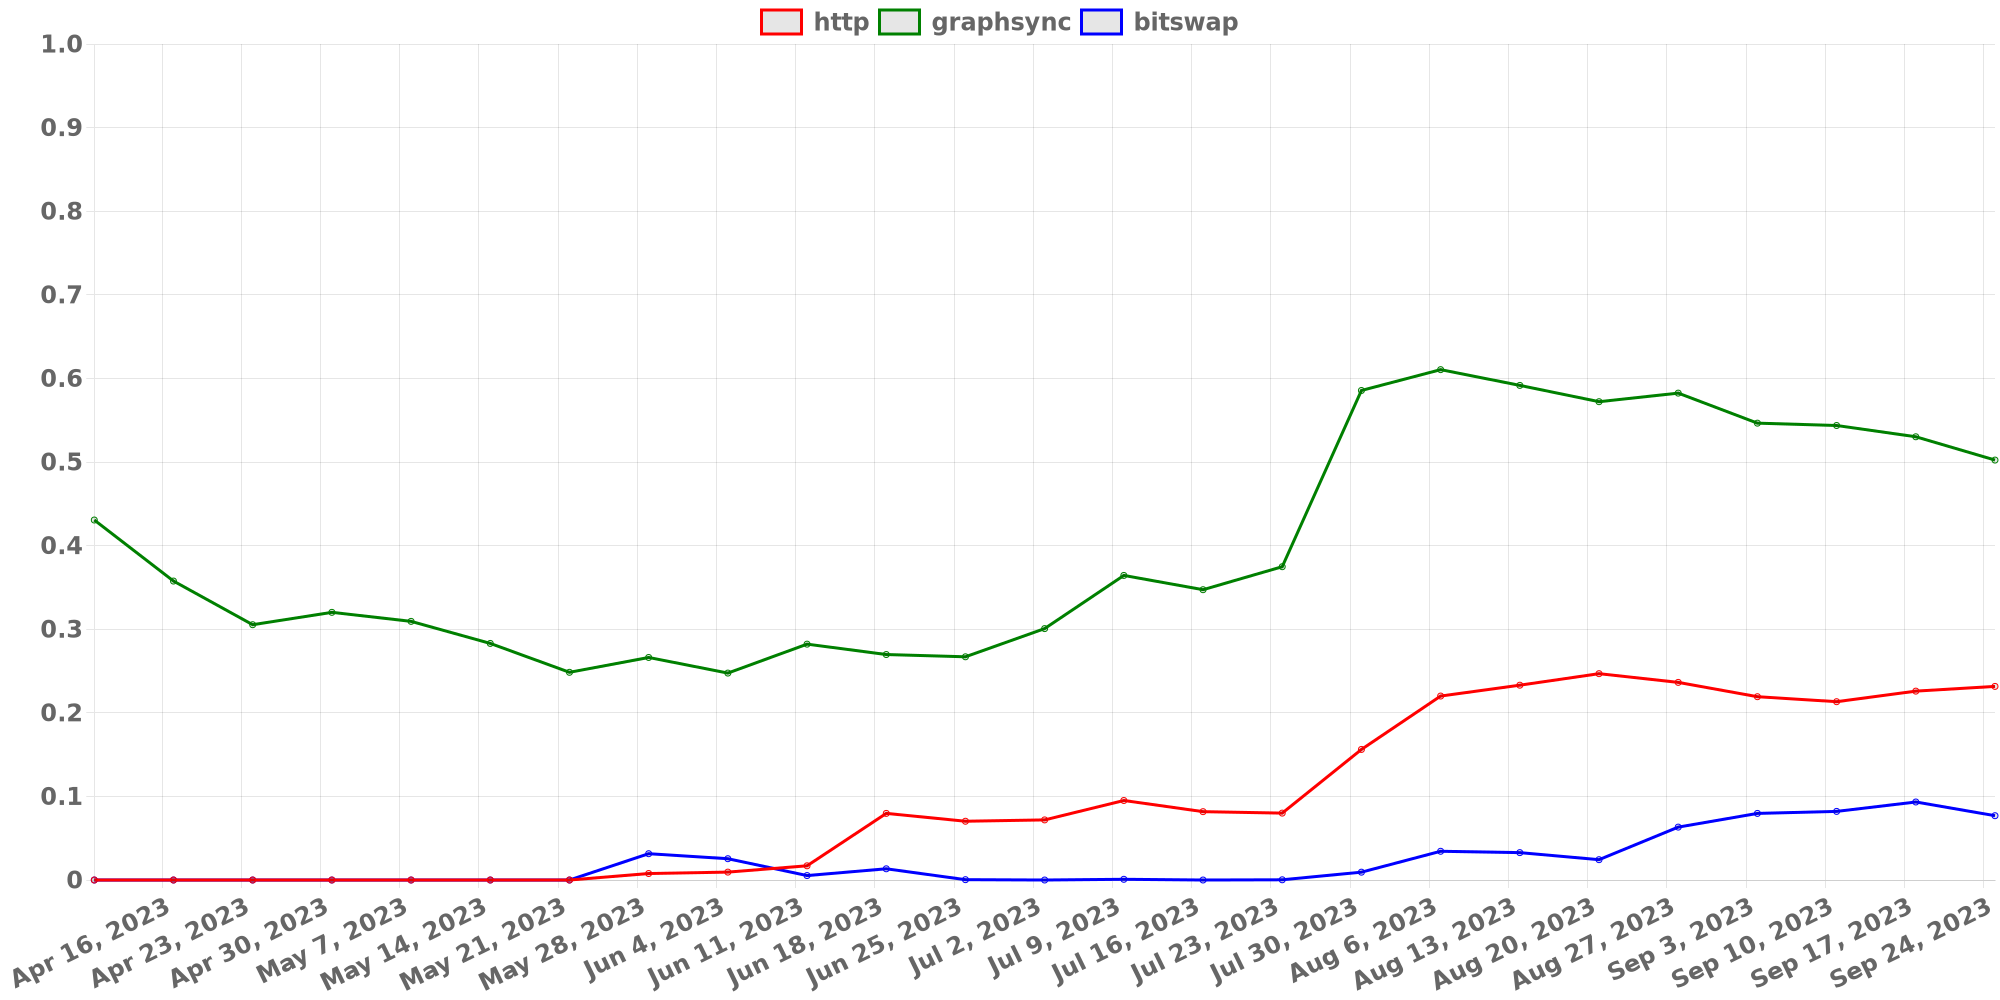 http graphsync bitswap
1.0
0.9
0.8
0.7
0.6
0.5
0.4
0.3
0.2
0.1
0
Apr 16, 2023
Apr 23, 2023
Apr 30, 2023
May 7, 2023
May 14, 2023
May 21, 2023
May 28, 2023
Jun 4, 2023
Jun 11, 2023
Jun 18, 2023
Jun 25, 2023
Jul 2, 2023
Jul 9, 2023
Jul 16, 2023
Jul 23, 2023
Jul 30, 2023
Aug 6, 2023
Aug 13, 2023
Aug 20, 2023
Aug 27, 2023
Sep 3, 2023
Sep 10, 2023
Sep 17, 2023
Sep 24, 2023